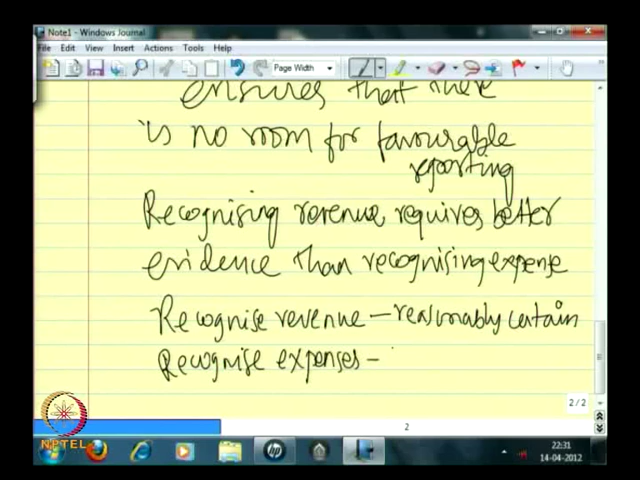 Note1 - Windows Journal
File Edit View Insert Actions Tools Help
Page Width
ensures that there
is no room for favourable
reporting
Recognising revenue requires better
evidence than recognising expense
Recognise revenue - reasonably certain
Recognise expenses -
2 / 2
2
NPTEL
hp
22:31
14-04-2012